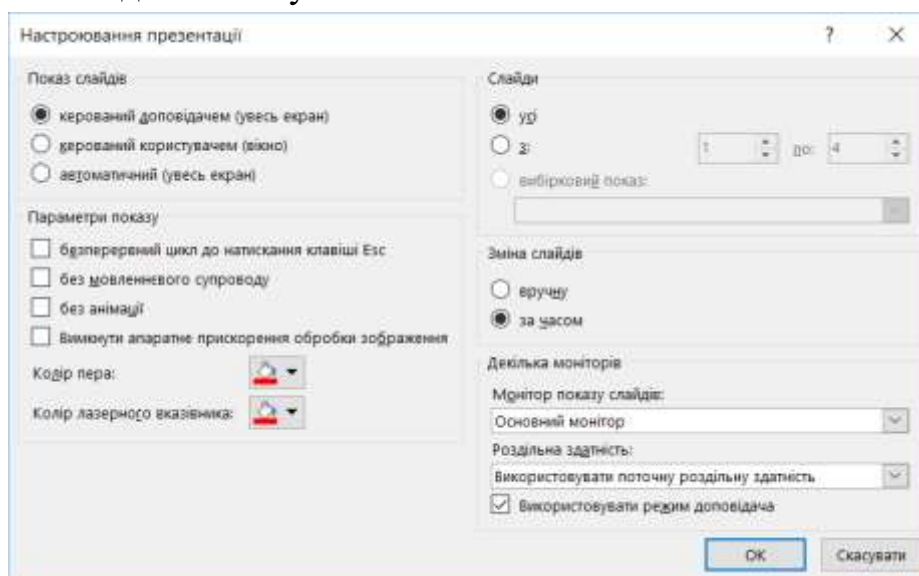 Настроювання презентації
Показ слайдів
керований доповідачем (увесь екран)
керований користувачем (вікно)
автоматичний (увесь екран)
Параметри показу
безперервний цикл до натискання клавіші Esc
без мовленнєвого супроводу
без анімації
Вимкнути апаратне прискорення обробки зображення
Колір пера:
Колір лазерного вказівника:
Слайди
усі
з: 1 по: 4
вибірковий показ:
Зміна слайдів
вручну
за часом
Декілька моніторів
Монітор показу слайдів:
Основний монітор
Роздільна здатність:
Використовувати поточну роздільну здатність
Використовувати режим доповідача
OK Скасувати